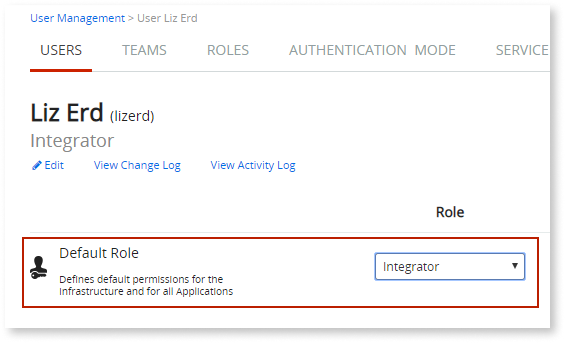 User Management > User Liz Erd
USERS TEAMS ROLES AUTHENTICATION MODE SERVICE
Liz Erd (lizerd)
Integrator
Edit View Change Log View Activity Log
Role
Default Role
Integrator
Defines default permissions for the
Infrastructure and for all Applications